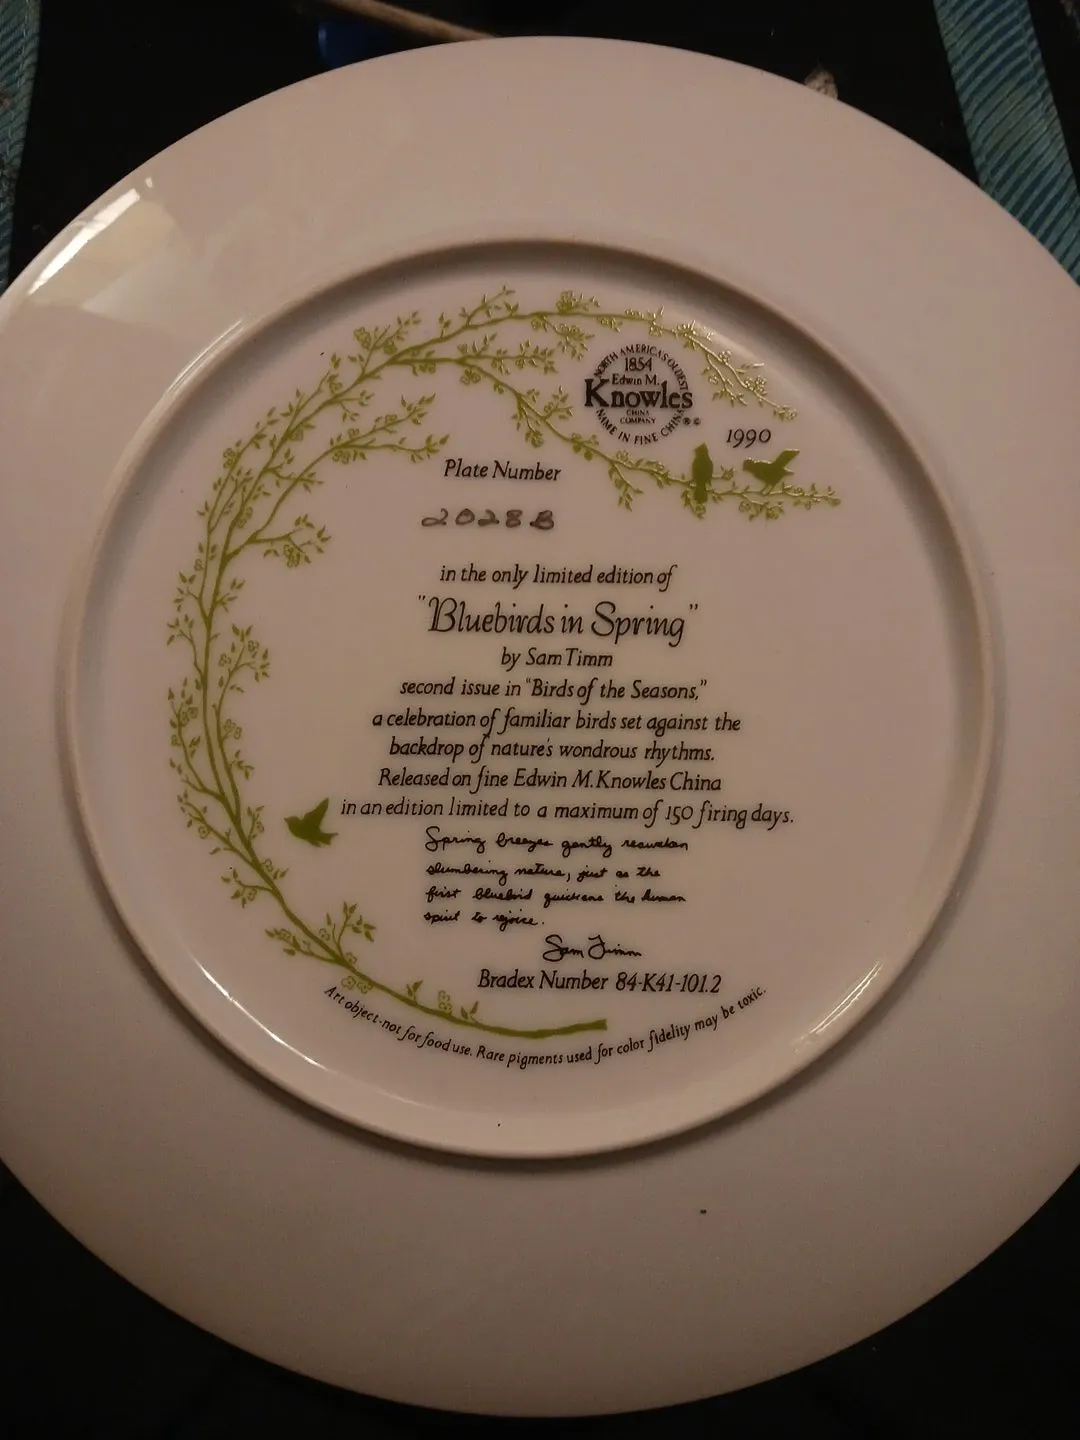 NORTH AMERICA'S OLDEST
1854
Edwin M.
Knowles
CHINA
COMPANY
® ©
NAME IN FINE CHINA
1990
Plate Number
2028B
in the only limited edition of
"Bluebirds in Spring"
by Sam Timm
second issue in "Birds of the Seasons,"
a celebration of familiar birds set against the
backdrop of nature's wondrous rhythms.
Released on fine Edwin M. Knowles China
in an edition limited to a maximum of 150 firing days.
Spring breezes gently reawaken
slumbering nature, just as the
first bluebird quickens the human
spirit to rejoice.
Sam Timm
Bradex Number 84-K41-101.2
Art object-not for food use. Rare pigments used for color fidelity may be toxic.